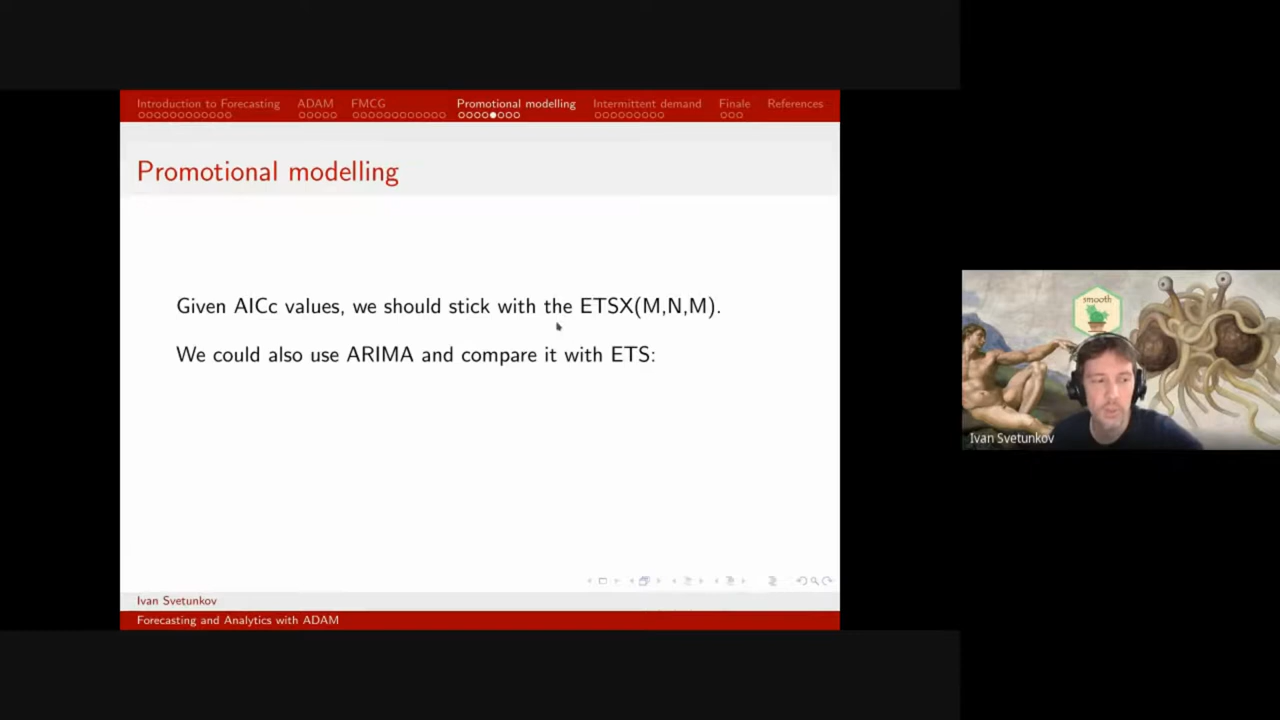 Introduction to Forecasting ADAM FMCG Promotional modelling Intermittent demand Finale References
Promotional modelling
Given AICc values, we should stick with the ETSX(M,N,M).
We could also use ARIMA and compare it with ETS:
smooth
Ivan Svetunkov
Ivan Svetunkov
Forecasting and Analytics with ADAM